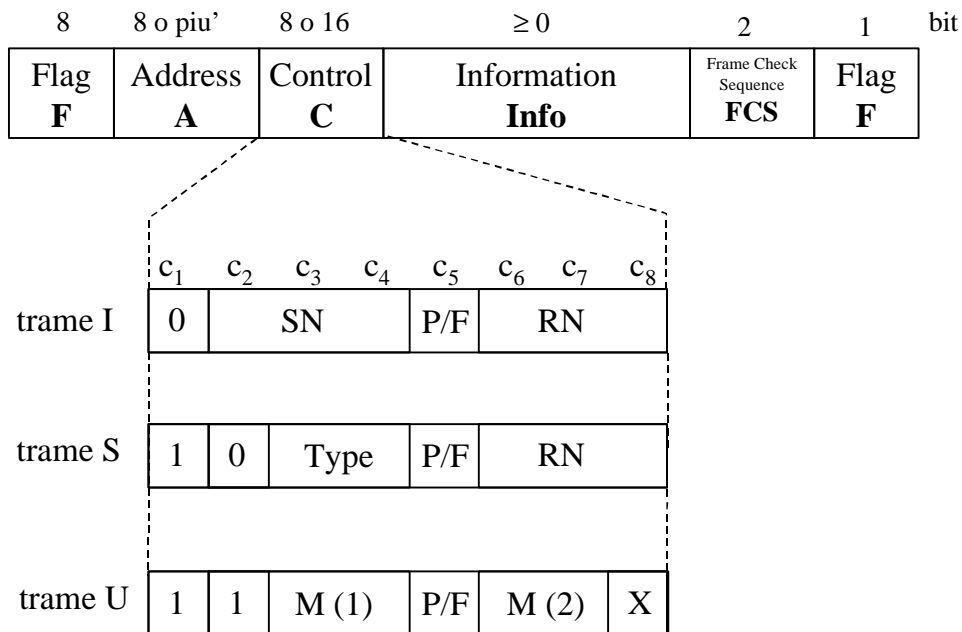 8 8 o piu’ 8 o 16 ≥ 0 2 1 bit
Flag Address Control Information Frame Check Sequence Flag
F A C Info FCS F
c1 c2 c3 c4 c5 c6 c7 c8
trame I 0 SN P/F RN
trame S 1 0 Type P/F RN
trame U 1 1 M (1) P/F M (2) X